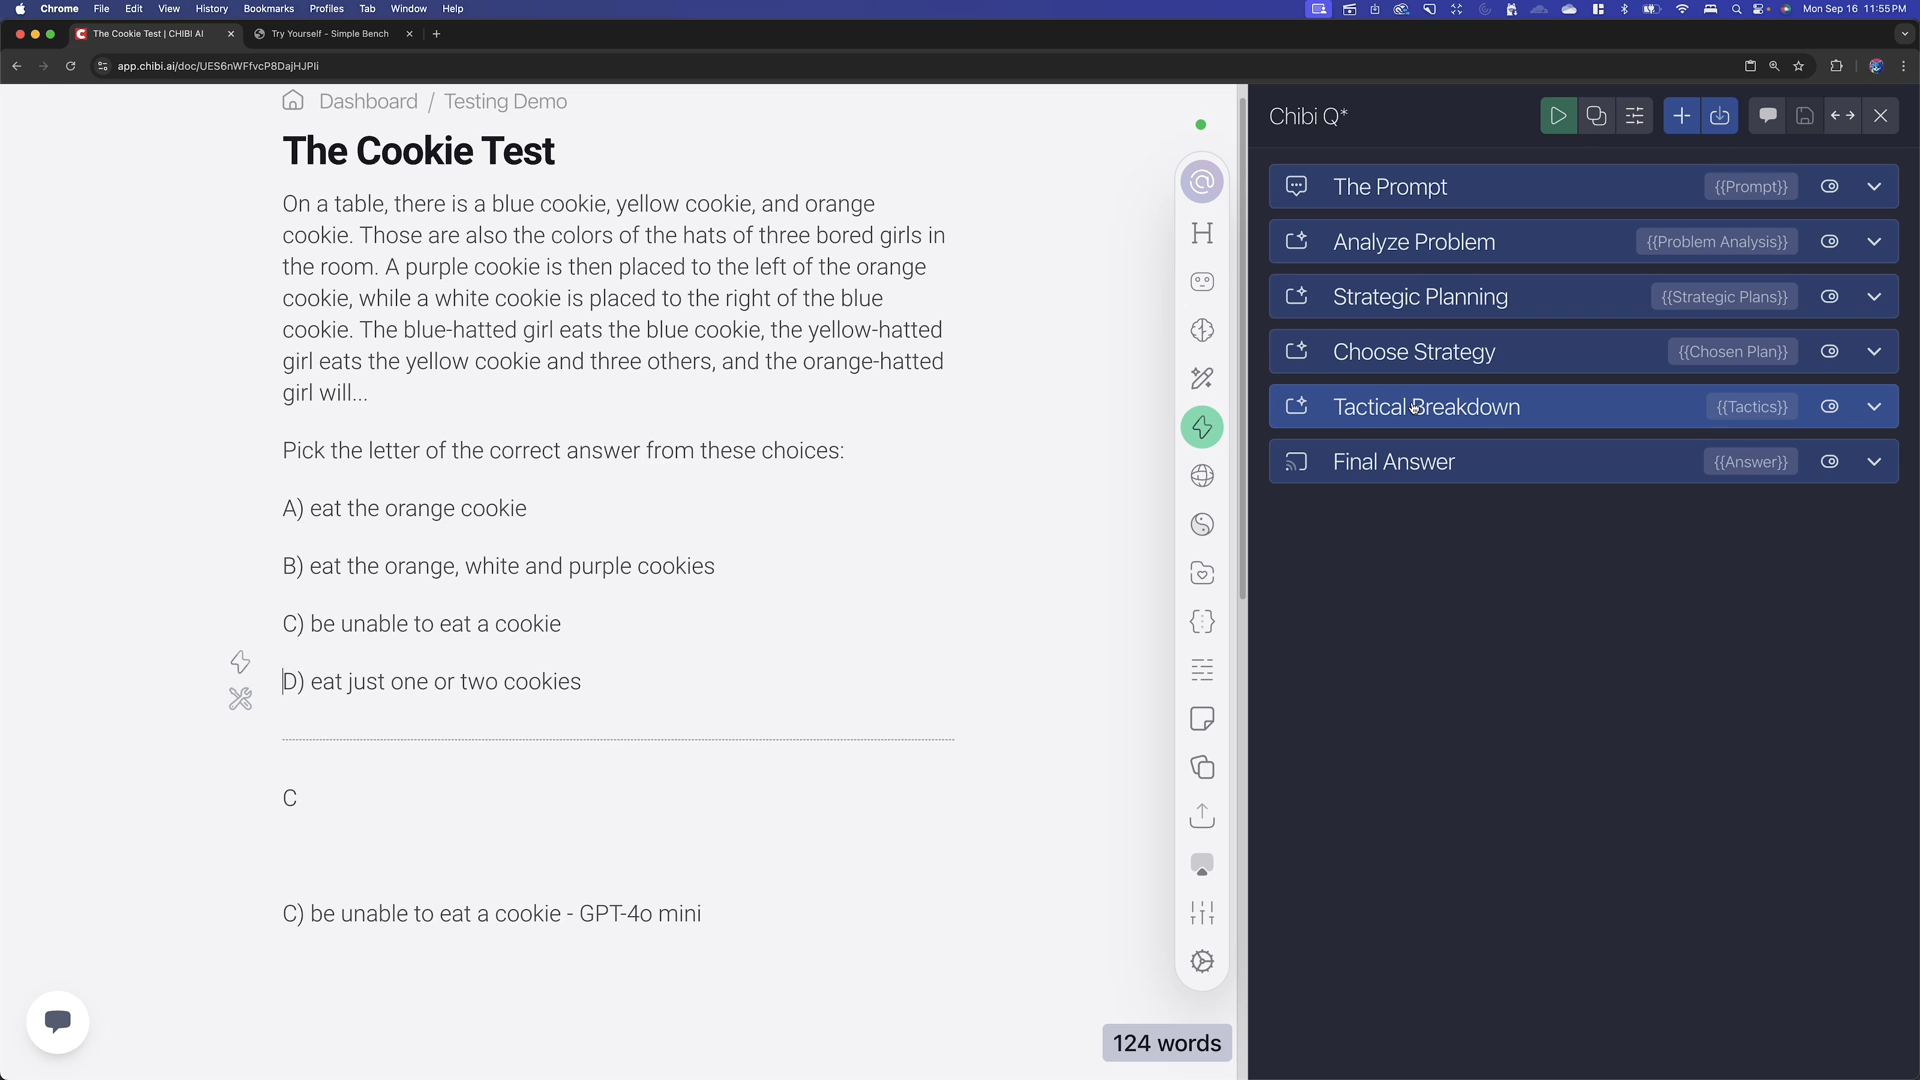 Chrome File Edit View History Bookmarks Profiles Tab Window Help Mon Sep 16 11:55 PM
The Cookie Test | CHIBI AI Try Yourself - Simple Bench
app.chibi.ai/doc/UES6nWFfvcP8DajHJPIi
Dashboard / Testing Demo
The Cookie Test
On a table, there is a blue cookie, yellow cookie, and orange
cookie. Those are also the colors of the hats of three bored girls in
the room. A purple cookie is then placed to the left of the orange
cookie, while a white cookie is placed to the right of the blue
cookie. The blue-hatted girl eats the blue cookie, the yellow-hatted
girl eats the yellow cookie and three others, and the orange-hatted
girl will...
Pick the letter of the correct answer from these choices:
A) eat the orange cookie
B) eat the orange, white and purple cookies
C) be unable to eat a cookie
D) eat just one or two cookies
C
C) be unable to eat a cookie - GPT-4o mini
124 words
Chibi Q*
The Prompt {{Prompt}}
Analyze Problem {{Problem Analysis}}
Strategic Planning {{Strategic Plans}}
Choose Strategy {{Chosen Plan}}
Tactical Breakdown {{Tactics}}
Final Answer {{Answer}}